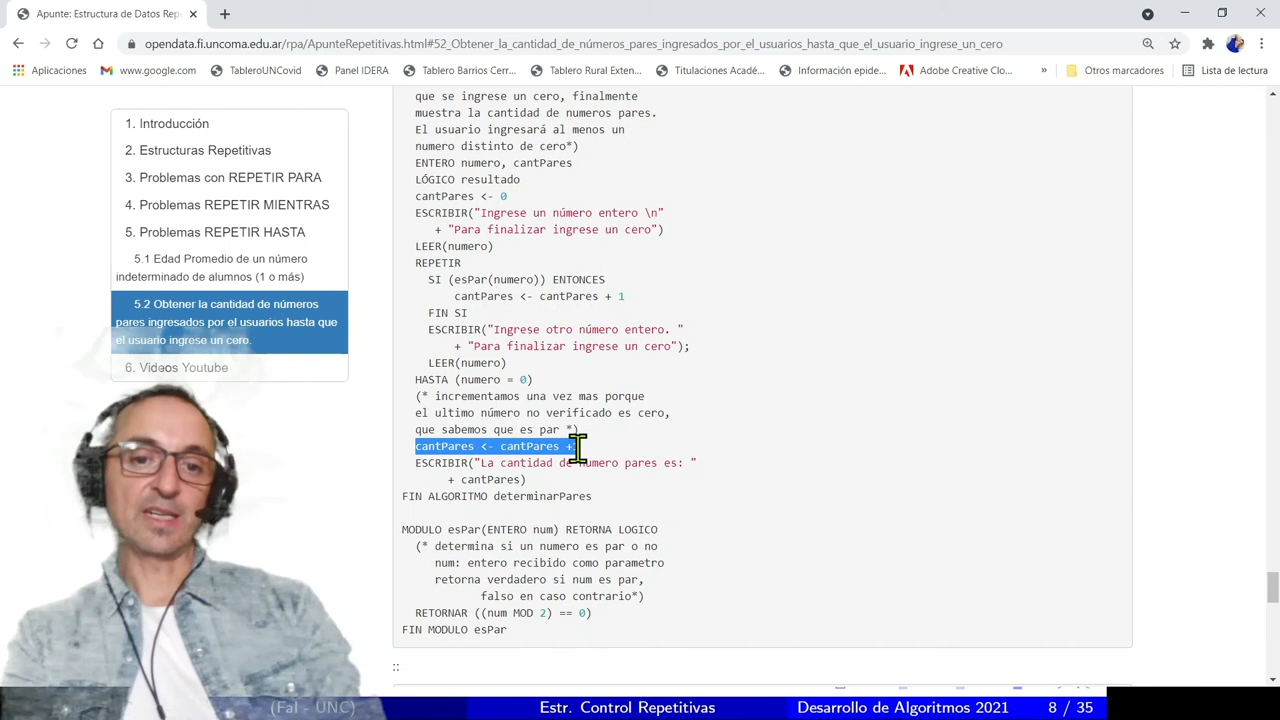 Apunte: Estructura de Datos Rep
opendata.fi.uncoma.edu.ar/rpa/ApunteRepetitivas.html#52_Obtener_la_cantidad_de_números_pares_ingresados_por_el_usuarios_hasta_que_el_usuario_ingrese_un_cero
Aplicaciones www.google.com TableroUNCovid Panel IDERA Tablero Barrios Cerr... Tablero Rural Exten... Titulaciones Acadé... Información epide... Adobe Creative Clo... » Otros marcadores Lista de lectura
1. Introducción
2. Estructuras Repetitivas
3. Problemas con REPETIR PARA
4. Problemas REPETIR MIENTRAS
5. Problemas REPETIR HASTA
5.1 Edad Promedio de un número
indeterminado de alumnos (1 o más)
5.2 Obtener la cantidad de números
pares ingresados por el usuarios hasta que
el usuario ingrese un cero.
6. Videos Youtube
que se ingrese un cero, finalmente
muestra la cantidad de numeros pares.
El usuario ingresará al menos un
numero distinto de cero*)
ENTERO numero, cantPares
LÓGICO resultado
cantPares <- 0
ESCRIBIR("Ingrese un número entero \n"
+ "Para finalizar ingrese un cero")
LEER(numero)
REPETIR
SI (esPar(numero)) ENTONCES
cantPares <- cantPares + 1
FIN SI
ESCRIBIR("Ingrese otro número entero. "
+ "Para finalizar ingrese un cero");
LEER(numero)
HASTA (numero = 0)
(* incrementamos una vez mas porque
el ultimo número no verificado es cero,
que sabemos que es par *)
cantPares <- cantPares +
ESCRIBIR("La cantidad de numero pares es: "
+ cantPares)
FIN ALGORITMO determinarPares
MODULO esPar(ENTERO num) RETORNA LOGICO
(* determina si un numero es par o no
num: entero recibido como parametro
retorna verdadero si num es par,
falso en caso contrario*)
RETORNAR ((num MOD 2) == 0)
FIN MODULO esPar
::
(FaI - UNC) Estr. Control Repetitivas Desarrollo de Algoritmos 2021 8 / 35